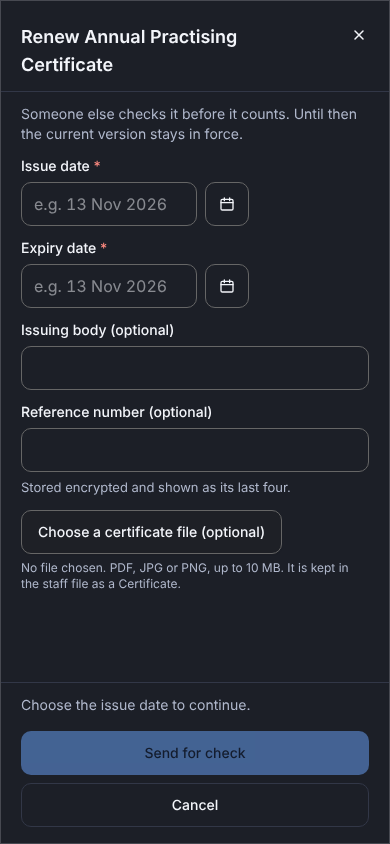 Renew Annual Practising
Certificate
Someone else checks it before it counts. Until then
the current version stays in force.
Issue date *
e.g. 13 Nov 2026
Expiry date *
e.g. 13 Nov 2026
Issuing body (optional)
Reference number (optional)
Stored encrypted and shown as its last four.
Choose a certificate file (optional)
No file chosen. PDF, JPG or PNG, up to 10 MB. It is kept in
the staff file as a Certificate.
Choose the issue date to continue.
Send for check
Cancel